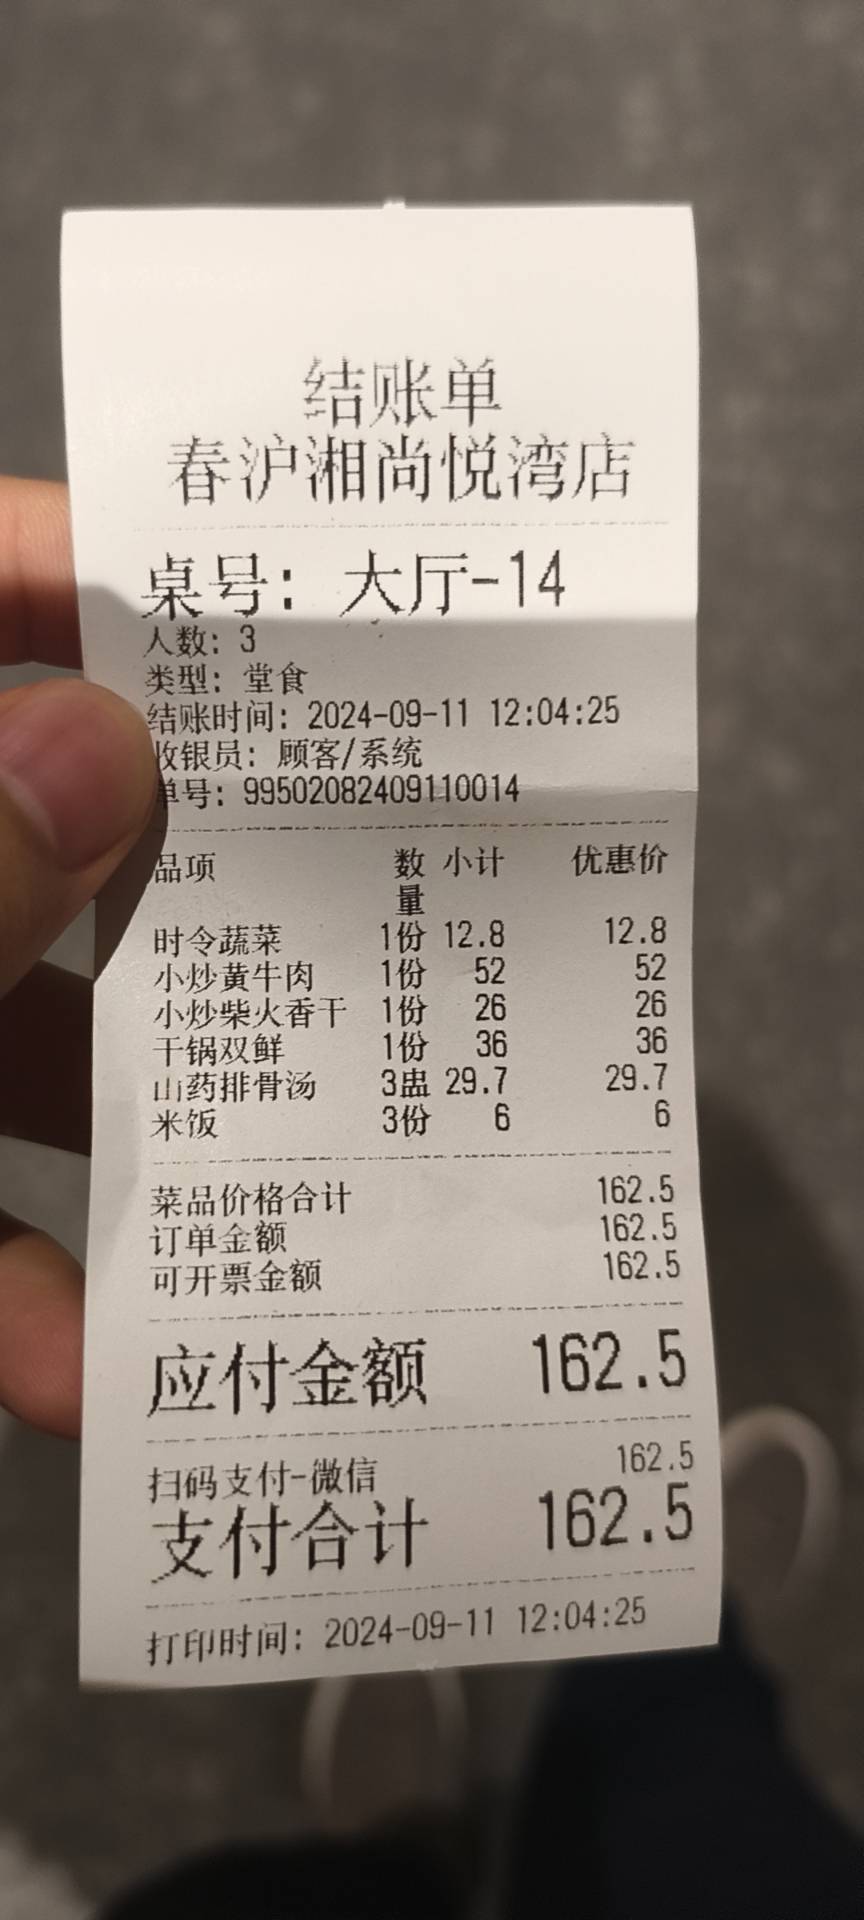 结账单
春沪湘尚悦湾店
桌号: 大厅-14
人数: 3
类型: 堂食
结账时间: 2024-09-11 12:04:25
收银员: 顾客/系统
单号: 99502082409110014
品项 数量 小计 优惠价
时令蔬菜 1份 12.8 12.8
小炒黄牛肉 1份 52 52
小炒柴火香干 1份 26 26
干锅双鲜 1份 36 36
山药排骨汤 3盅 29.7 29.7
米饭 3份 6 6
菜品价格合计 162.5
订单金额 162.5
可开票金额 162.5
应付金额 162.5
扫码支付-微信 162.5
支付合计 162.5
打印时间: 2024-09-11 12:04:25